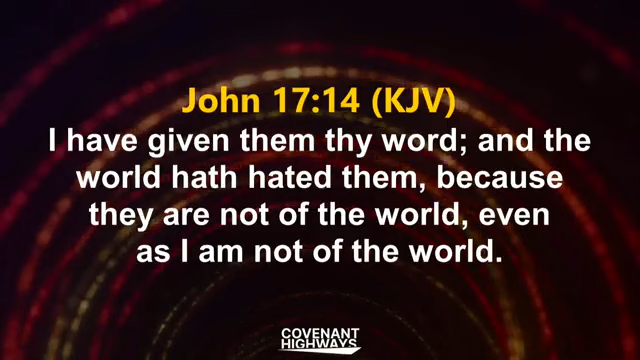 John 17:14 (KJV)
I have given them thy word; and the
world hath hated them, because
they are not of the world, even
as I am not of the world.
COVENANT
HIGHWAYS